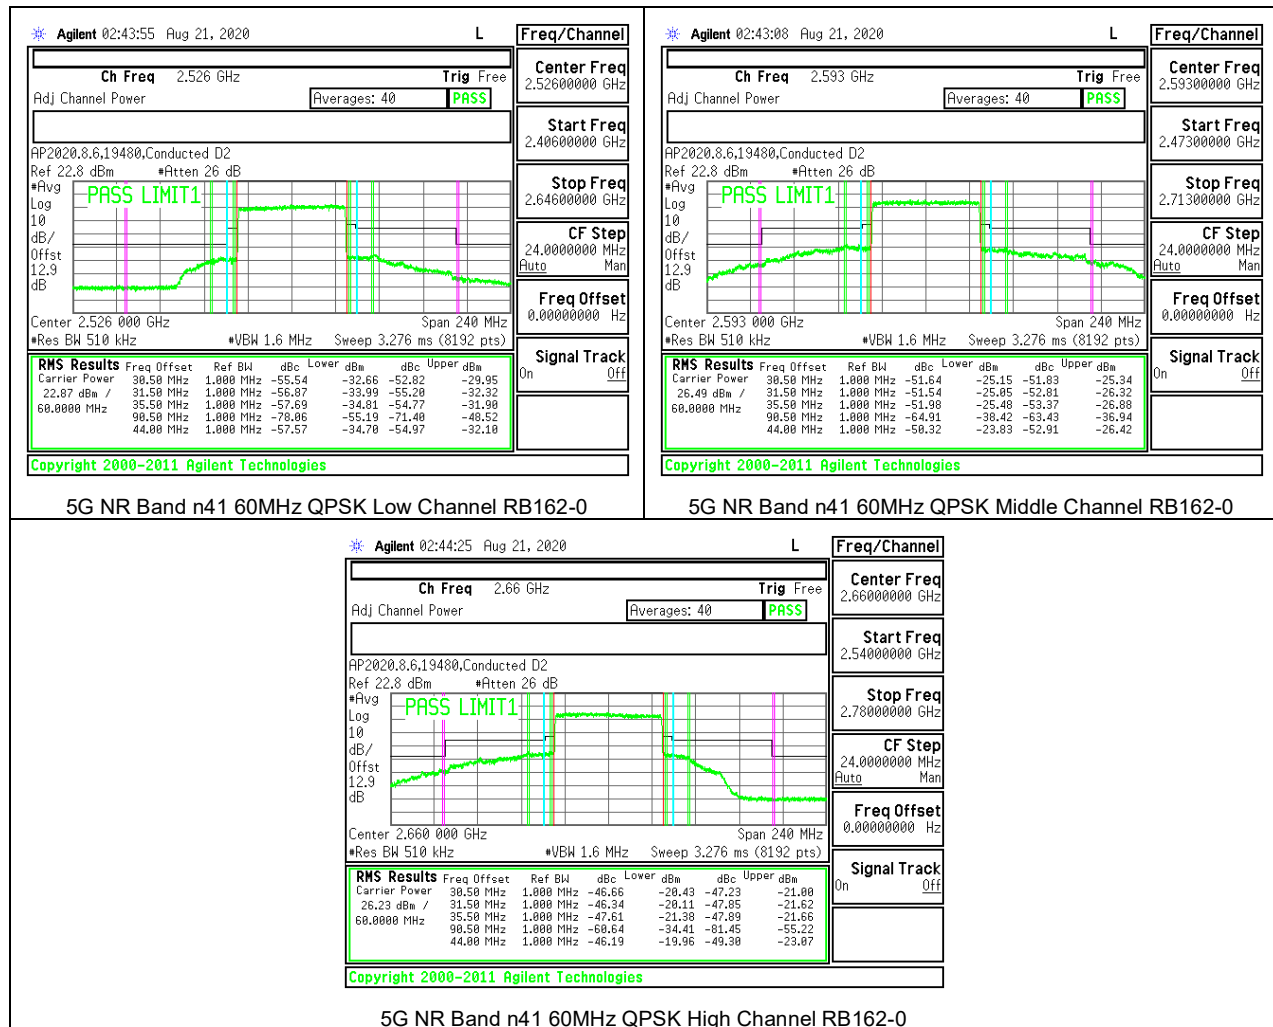 Agilent 02:43:55 Aug 21, 2020 L Freq/Channel
Ch Freq 2.526 GHz Trig Free
Adj Channel Power Averages: 40 PASS
Center Freq
2.52600000 GHz
Start Freq
2.40600000 GHz
Stop Freq
2.64600000 GHz
CF Step
24.0000000 MHz
Auto Man
Freq Offset
0.00000000 Hz
Signal Track
On Off
AP2020.8.6,19480,Conducted D2
Ref 22.8 dBm #Atten 26 dB
#Avg
Log
10
dB/
Offst
12.9
dB
PASS LIMIT1
Center 2.526 000 GHz Span 240 MHz
#Res BW 510 kHz #VBW 1.6 MHz Sweep 3.276 ms (8192 pts)
RMS Results Freq Offset Ref BW dBc Lower dBm dBc Upper dBm
Carrier Power 30.50 MHz 1.000 MHz -55.54 -32.66 -52.82 -29.95
22.87 dBm / 31.50 MHz 1.000 MHz -56.87 -33.99 -55.20 -32.32
60.0000 MHz 35.50 MHz 1.000 MHz -57.69 -34.81 -54.77 -31.90
90.50 MHz 1.000 MHz -78.06 -55.19 -71.40 -48.52
44.00 MHz 1.000 MHz -57.57 -34.70 -54.97 -32.10
Copyright 2000-2011 Agilent Technologies
5G NR Band n41 60MHz QPSK Low Channel RB162-0
Agilent 02:43:08 Aug 21, 2020 L Freq/Channel
Ch Freq 2.593 GHz Trig Free
Adj Channel Power Averages: 40 PASS
Center Freq
2.59300000 GHz
Start Freq
2.47300000 GHz
Stop Freq
2.71300000 GHz
CF Step
24.0000000 MHz
Auto Man
Freq Offset
0.00000000 Hz
Signal Track
On Off
AP2020.8.6,19480,Conducted D2
Ref 22.8 dBm #Atten 26 dB
#Avg
Log
10
dB/
Offst
12.9
dB
PASS LIMIT1
Center 2.593 000 GHz Span 240 MHz
#Res BW 510 kHz #VBW 1.6 MHz Sweep 3.276 ms (8192 pts)
RMS Results Freq Offset Ref BW dBc Lower dBm dBc Upper dBm
Carrier Power 30.50 MHz 1.000 MHz -51.64 -25.15 -51.83 -25.34
26.49 dBm / 31.50 MHz 1.000 MHz -51.54 -25.05 -52.81 -26.32
60.0000 MHz 35.50 MHz 1.000 MHz -51.98 -25.48 -53.37 -26.88
90.50 MHz 1.000 MHz -64.91 -38.42 -63.43 -36.94
44.00 MHz 1.000 MHz -50.32 -23.83 -52.91 -26.42
Copyright 2000-2011 Agilent Technologies
5G NR Band n41 60MHz QPSK Middle Channel RB162-0
Agilent 02:44:25 Aug 21, 2020 L Freq/Channel
Ch Freq 2.66 GHz Trig Free
Adj Channel Power Averages: 40 PASS
Center Freq
2.66000000 GHz
Start Freq
2.54000000 GHz
Stop Freq
2.78000000 GHz
CF Step
24.0000000 MHz
Auto Man
Freq Offset
0.00000000 Hz
Signal Track
On Off
AP2020.8.6,19480,Conducted D2
Ref 22.8 dBm #Atten 26 dB
#Avg
Log
10
dB/
Offst
12.9
dB
PASS LIMIT1
Center 2.660 000 GHz Span 240 MHz
#Res BW 510 kHz #VBW 1.6 MHz Sweep 3.276 ms (8192 pts)
RMS Results Freq Offset Ref BW dBc Lower dBm dBc Upper dBm
Carrier Power 30.50 MHz 1.000 MHz -46.66 -20.43 -47.23 -21.00
26.23 dBm / 31.50 MHz 1.000 MHz -46.34 -20.11 -47.85 -21.62
60.0000 MHz 35.50 MHz 1.000 MHz -47.61 -21.38 -47.89 -21.66
90.50 MHz 1.000 MHz -60.64 -34.41 -81.45 -55.22
44.00 MHz 1.000 MHz -46.19 -19.96 -49.30 -23.07
Copyright 2000-2011 Agilent Technologies
5G NR Band n41 60MHz QPSK High Channel RB162-0